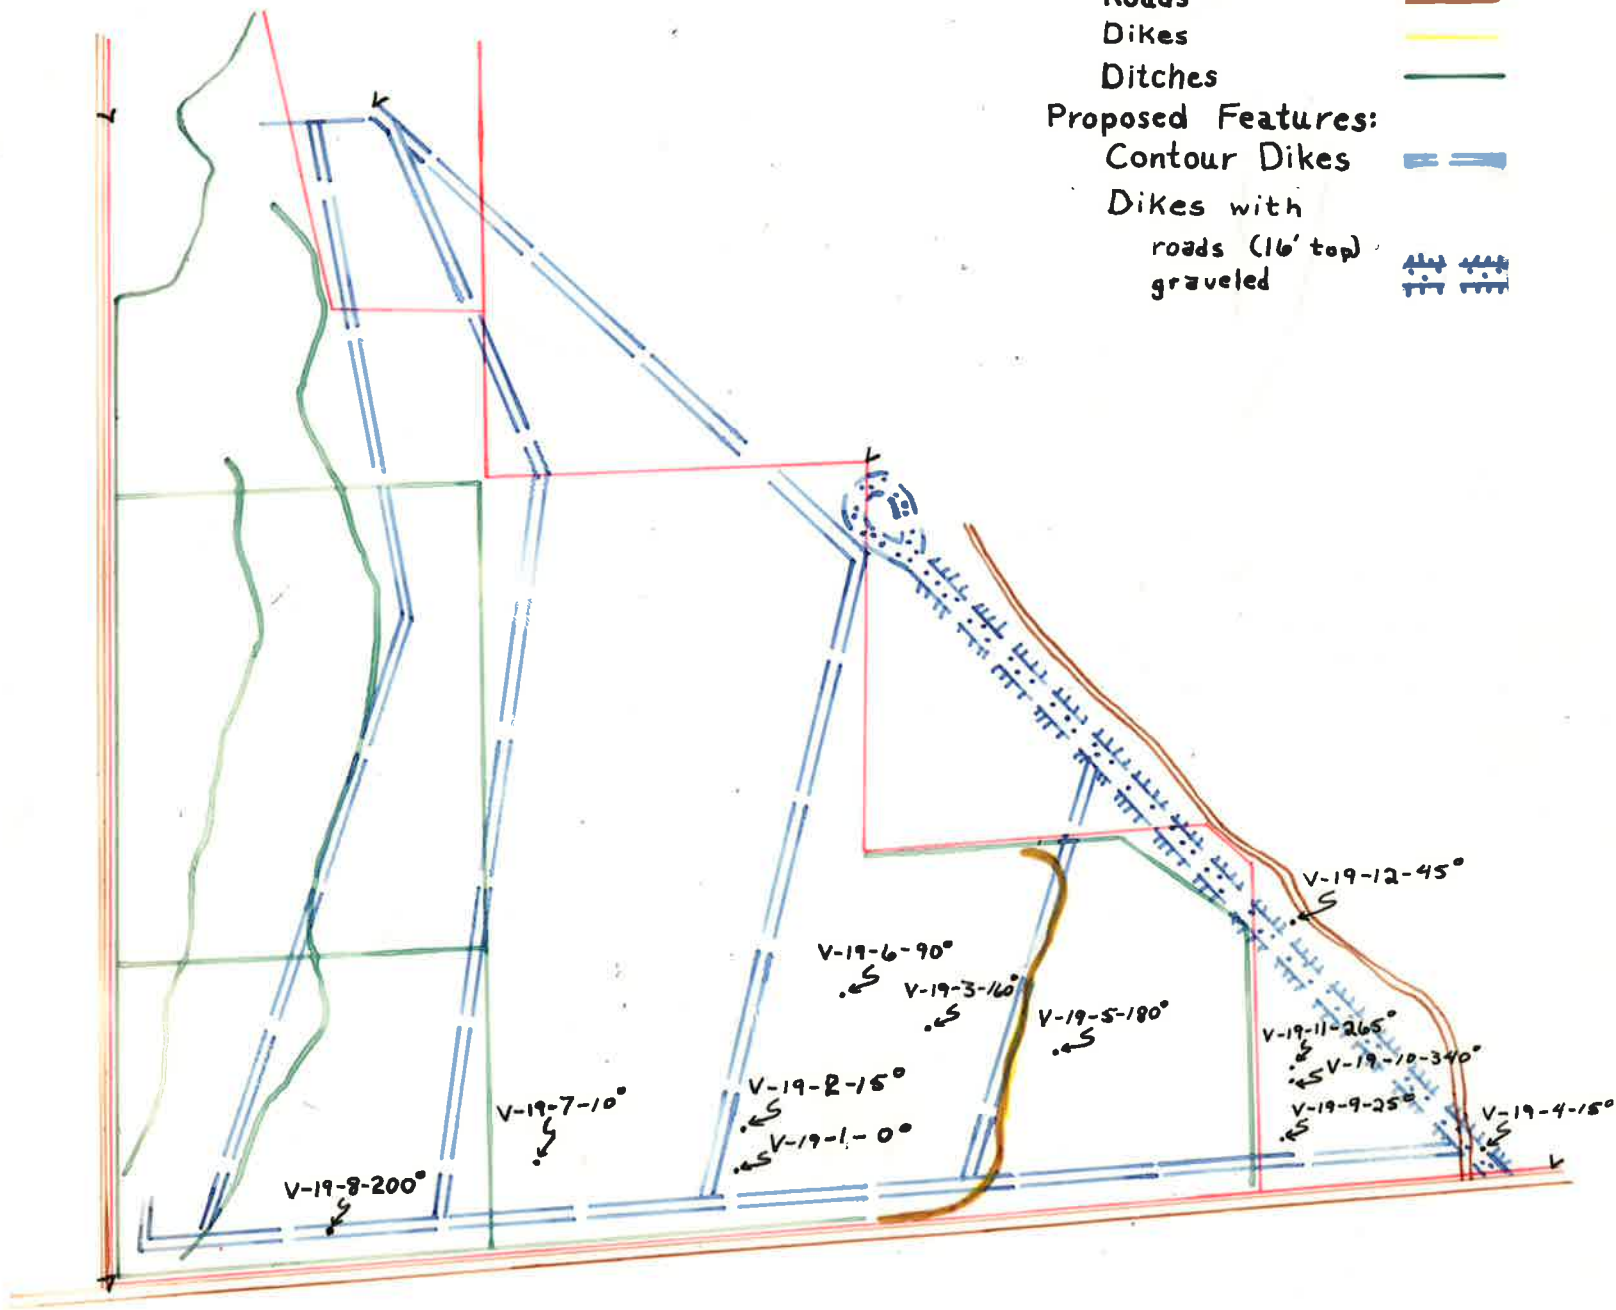 Roads
Dikes
Ditches
Proposed Features:
Contour Dikes
Dikes with
roads (16' top)
graveled
V-19-12-45°
V-19-6-90°
V-19-3-160°
V-19-5-180°
V-19-11-265°
V-19-10-340°
V-19-2-15°
V-19-7-10°
V-19-9-25°
V-19-4-15°
V-19-1-0°
V-19-8-200°